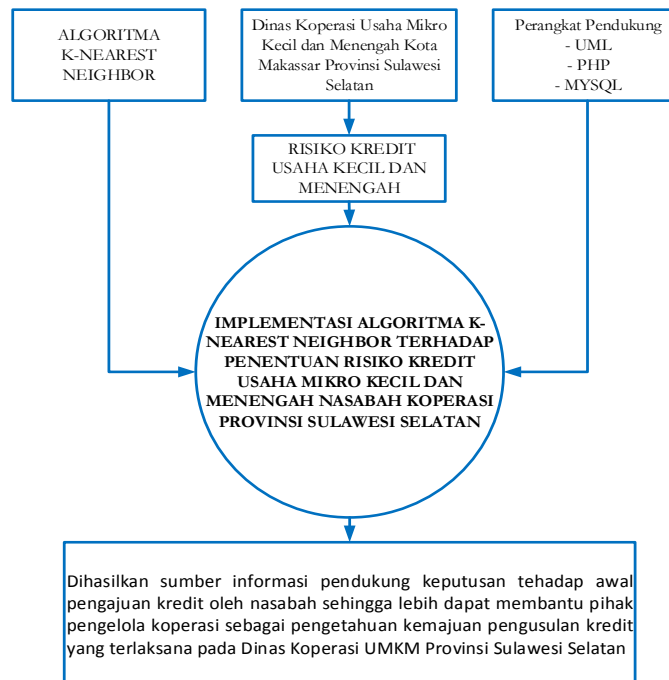 ALGORITMA
K-NEAREST
NEIGHBOR
Dinas Koperasi Usaha Mikro
Kecil dan Menengah Kota
Makassar Provinsi Sulawesi
Selatan
Perangkat Pendukung
- UML
- PHP
- MYSQL
RISIKO KREDIT
USAHA KECIL DAN
MENENGAH
IMPLEMENTASI ALGORITMA K-
NEAREST NEIGHBOR TERHADAP
PENENTUAN RISIKO KREDIT
USAHA MIKRO KECIL DAN
MENENGAH NASABAH KOPERASI
PROVINSI SULAWESI SELATAN
Dihasilkan sumber informasi pendukung keputusan tehadap awal
pengajuan kredit oleh nasabah sehingga lebih dapat membantu pihak
pengelola koperasi sebagai pengetahuan kemajuan pengusulan kredit
yang terlaksana pada Dinas Koperasi UMKM Provinsi Sulawesi Selatan